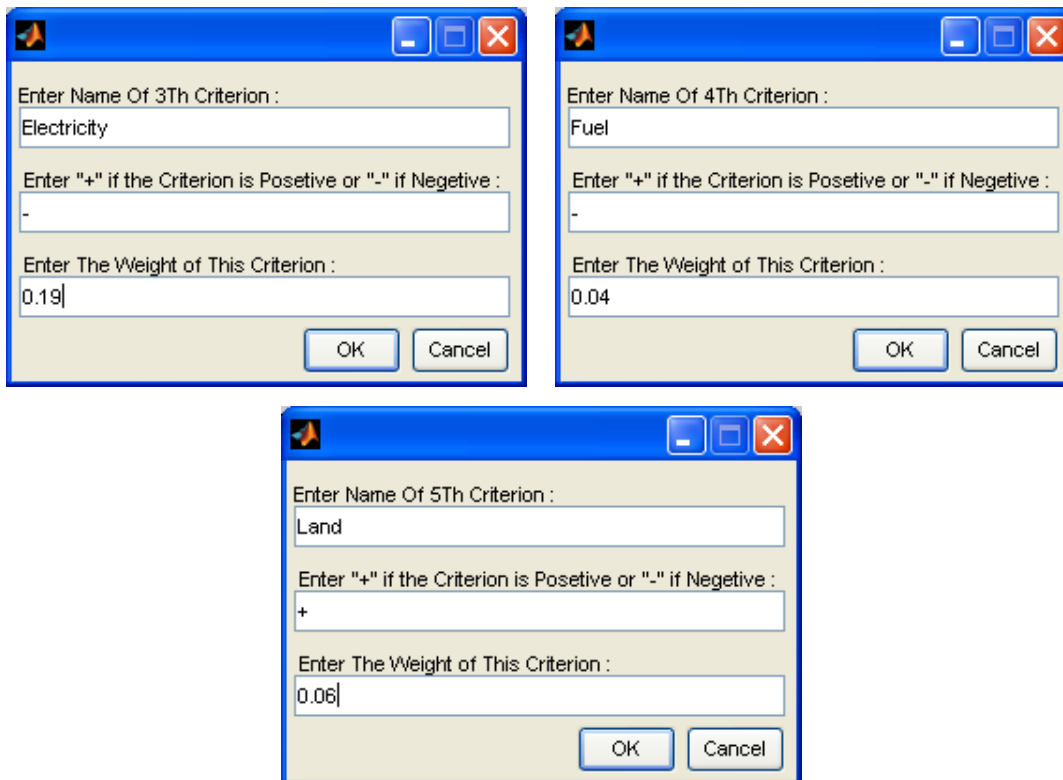 Enter Name Of 3Th Criterion :
Electricity
Enter "+" if the Criterion is Posetive or "-" if Negetive :
-
Enter The Weight of This Criterion :
0.19
OK Cancel
Enter Name Of 4Th Criterion :
Fuel
Enter "+" if the Criterion is Posetive or "-" if Negetive :
-
Enter The Weight of This Criterion :
0.04
OK Cancel
Enter Name Of 5Th Criterion :
Land
Enter "+" if the Criterion is Posetive or "-" if Negetive :
+
Enter The Weight of This Criterion :
0.06
OK Cancel